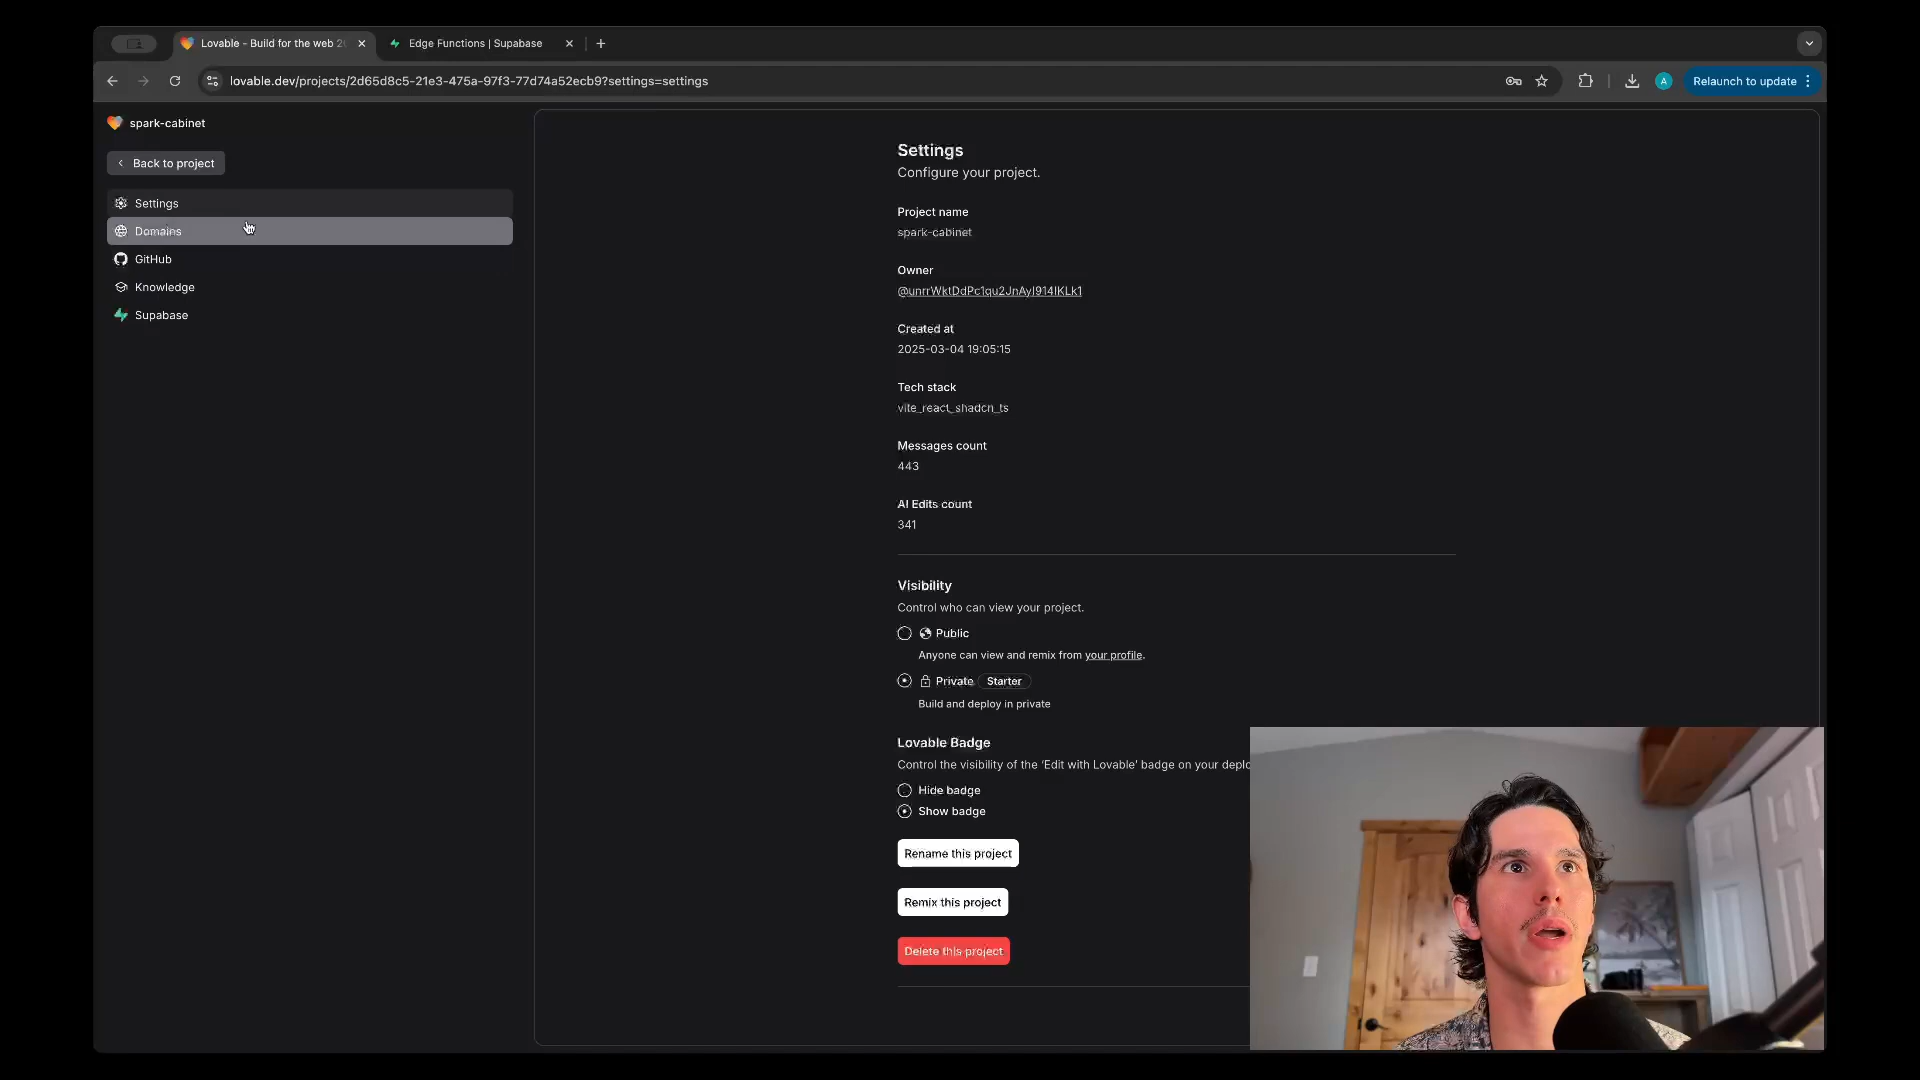 Lovable - Build for the web 2
Edge Functions | Supabase
lovable.dev/projects/2d65d8c5-21e3-475a-97f3-77d74a52ecb9?settings=settings
A
Relaunch to update
spark-cabinet
Back to project
Settings
Domains
GitHub
Knowledge
Supabase
Settings
Configure your project.
Project name
spark-cabinet
Owner
@unrrWktDdPc1qu2JnAyI914IKLk1
Created at
2025-03-04 19:05:15
Tech stack
vite_react_shadcn_ts
Messages count
443
AI Edits count
341
Visibility
Control who can view your project.
Public
Anyone can view and remix from your profile.
Private Starter
Build and deploy in private
Lovable Badge
Control the visibility of the 'Edit with Lovable' badge on your deplo
Hide badge
Show badge
Rename this project
Remix this project
Delete this project